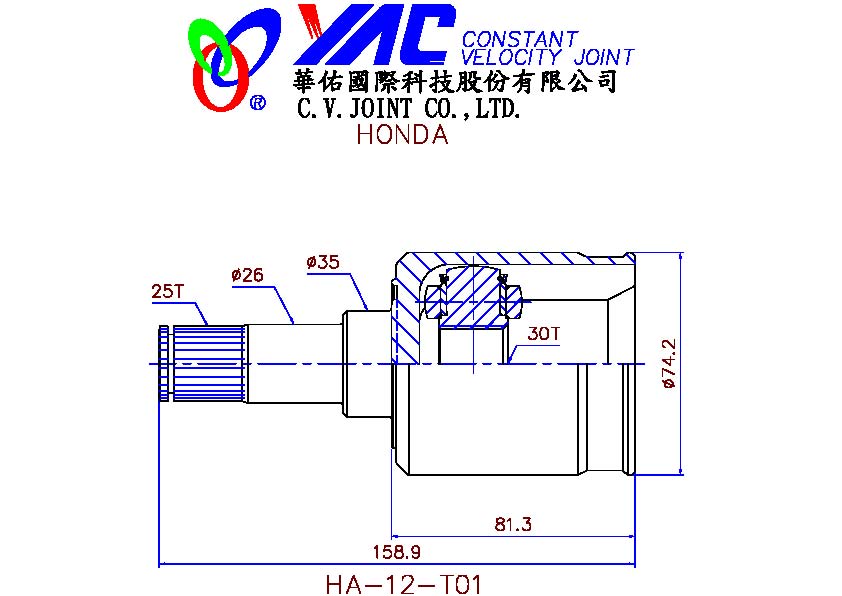 YAC CONSTANT
VELOCITY JOINT
®
華佑國際科技股份有限公司
C.V.JOINT CO.,LTD.
HONDA
ø35
ø26
25T
30T
ø74.2
81.3
158.9
HA-12-T01